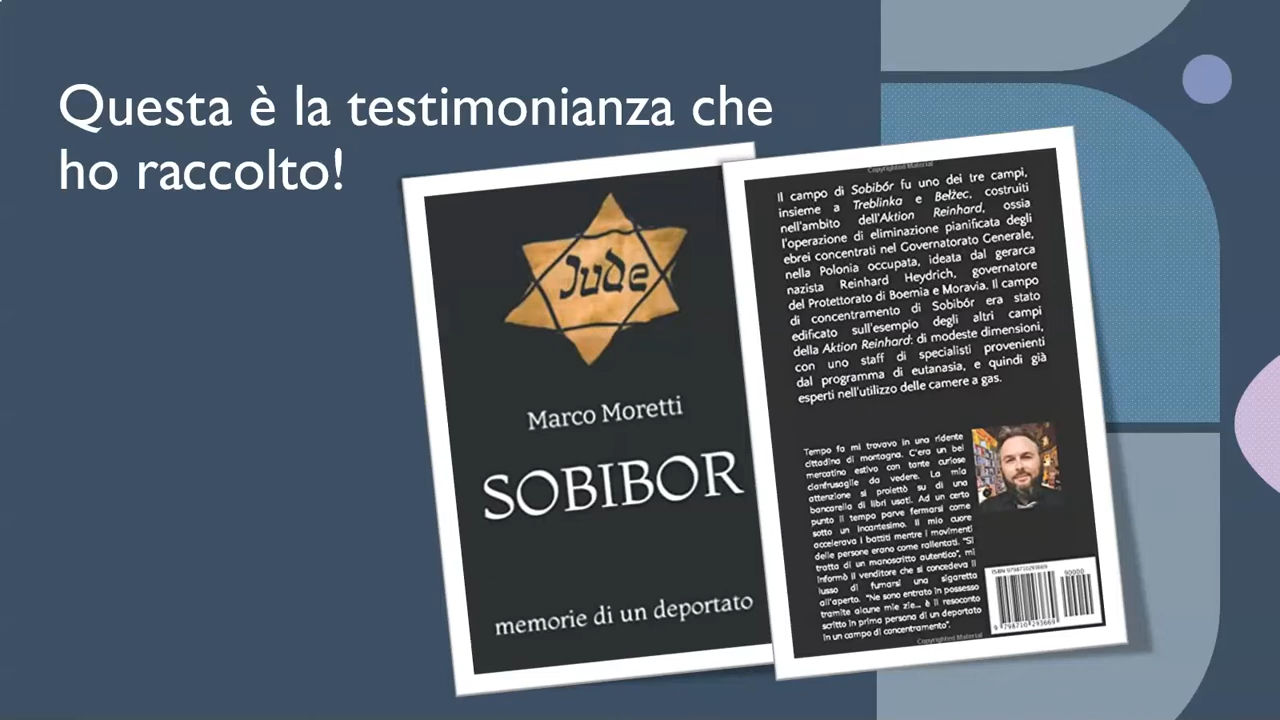 Questa è la testimonianza che
ho raccolto!
Jude
Marco Moretti
SOBIBOR
memorie di un deportato
Copyrighted Material
Il campo di Sobibór fu uno dei tre campi,
insieme a Treblinka e Bełżec, costruiti
nell'ambito dell'Aktion Reinhard, ossia
l'operazione di eliminazione pianificata degli
ebrei concentrati nel Governatorato Generale,
nella Polonia occupata, ideata dal gerarca
nazista Reinhard Heydrich, governatore
del Protettorato di Boemia e Moravia. Il campo
di concentramento di Sobibór era stato
edificato sull'esempio degli altri campi
della Aktion Reinhard: di modeste dimensioni,
con uno staff di specialisti provenienti
dal programma di eutanasia, e quindi già
esperti nell'utilizzo delle camere a gas.
Tempo fa mi trovavo in una ridente
cittadina di montagna. C'era un bel
mercatino estivo con tante curiose
cianfrusaglie da vedere. La mia
attenzione si proiettò su di una
bancarella di libri usati. Ad un certo
punto il tempo parve fermarsi come
sotto un incantesimo. Il mio cuore
accelerava i battiti mentre i movimenti
delle persone erano come rallentati. "Si
tratta di un manoscritto autentico", mi
informò il venditore che si concedeva il
lusso di fumarsi una sigaretta
all'aperto. "Ne sono entrato in possesso
tramite alcune mie zie... è il resoconto
scritto in prima persona di un deportato
in un campo di concentramento".
ISBN 9798710293669
90000
9 798710 293669
Copyrighted Material